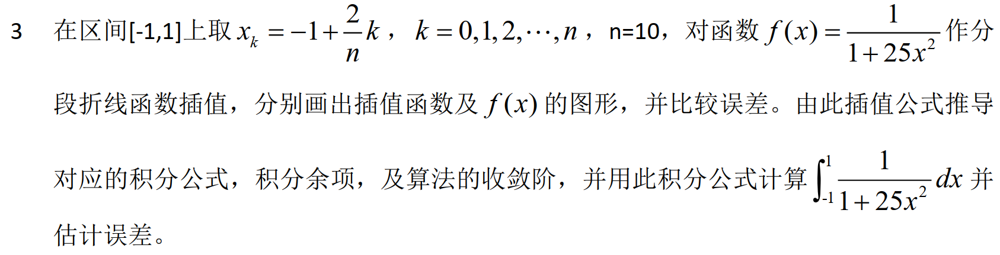 3 在区间[-1,1]上取 $x_k = -1 + \frac{2}{n}k$，$k = 0,1,2,\cdots,n$，n=10，对函数 $f(x) = \frac{1}{1+25x^2}$ 作分
段折线函数插值，分别画出插值函数及 $f(x)$ 的图形，并比较误差。由此插值公式推导
对应的积分公式，积分余项，及算法的收敛阶，并用此积分公式计算 $\int_{-1}^{1} \frac{1}{1+25x^2} dx$ 并
估计误差。